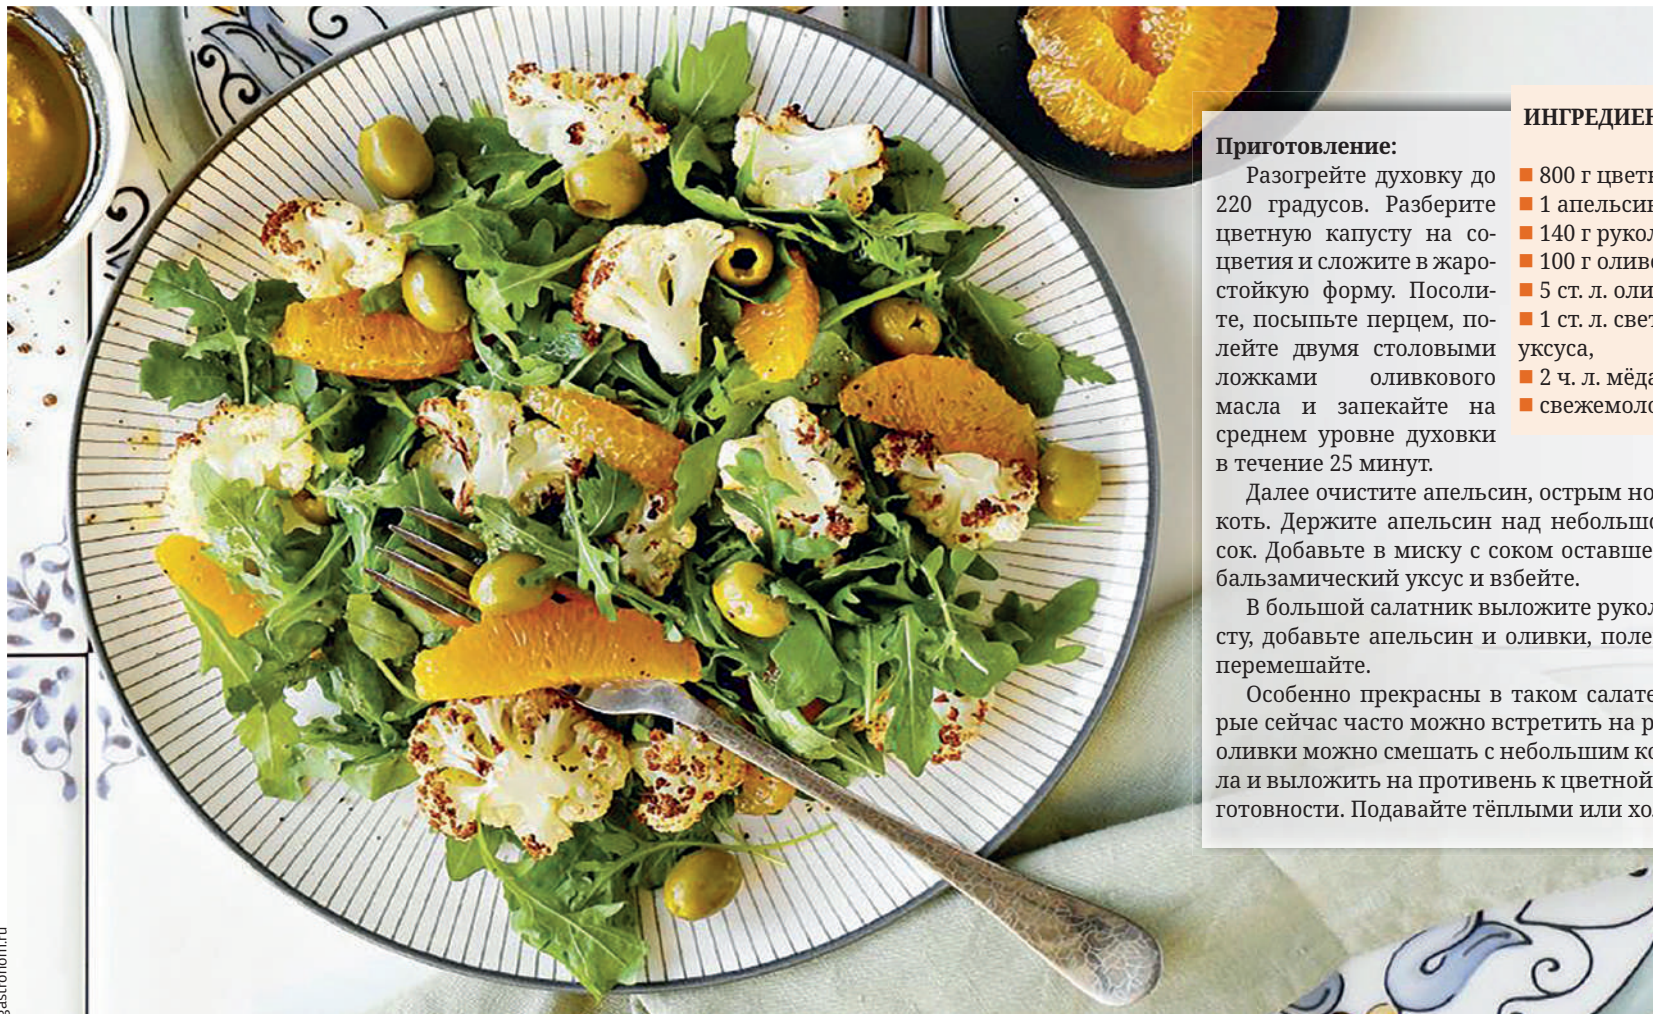 Приготовление:
Разогрейте духовку до
220 градусов. Разберите
цветную капусту на со-
цветия и сложите в жаро-
стойкую форму. Посоли-
те, посыпьте перцем, по-
лейте двумя столовыми
ложками оливкового
масла и запекайте на
среднем уровне духовки
в течение 25 минут.
Далее очистите апельсин, острым но
коть. Держите апельсин над небольшо
сок. Добавьте в миску с соком оставше
бальзамический уксус и взбейте.
В большой салатник выложите рукол
сту, добавьте апельсин и оливки, поле
перемешайте.
Особенно прекрасны в таком салате
рые сейчас часто можно встретить на р
оливки можно смешать с небольшим ко
ла и выложить на противень к цветной
готовности. Подавайте тёплыми или хо
ИНГРЕДИЕН
800 г цветн
1 апельсин
140 г рукол
100 г оливо
5 ст. л. оли
1 ст. л. свет
уксуса,
2 ч. л. мёда
свежемоло
gastronom.ru